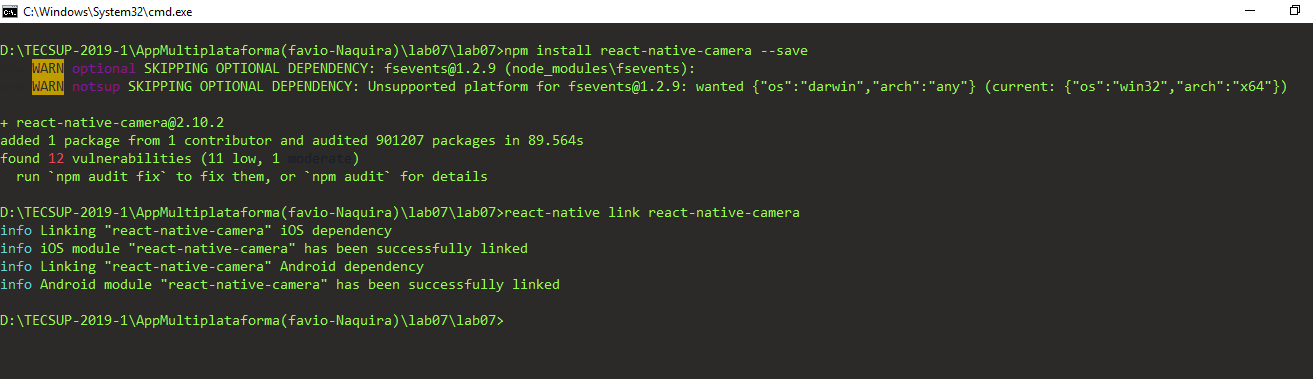 C:\Windows\System32\cmd.exe
D:\TECSUP-2019-1\AppMultiplataforma(favio-Naquira)\lab07\lab07>npm install react-native-camera --save
WARN optional SKIPPING OPTIONAL DEPENDENCY: fsevents@1.2.9 (node_modules\fsevents):
WARN notsup SKIPPING OPTIONAL DEPENDENCY: Unsupported platform for fsevents@1.2.9: wanted {"os":"darwin","arch":"any"} (current: {"os":"win32","arch":"x64"})
+ react-native-camera@2.10.2
added 1 package from 1 contributor and audited 901207 packages in 89.564s
found 12 vulnerabilities (11 low, 1 moderate)
run `npm audit fix` to fix them, or `npm audit` for details
D:\TECSUP-2019-1\AppMultiplataforma(favio-Naquira)\lab07\lab07>react-native link react-native-camera
info Linking "react-native-camera" iOS dependency
info iOS module "react-native-camera" has been successfully linked
info Linking "react-native-camera" Android dependency
info Android module "react-native-camera" has been successfully linked
D:\TECSUP-2019-1\AppMultiplataforma(favio-Naquira)\lab07\lab07>